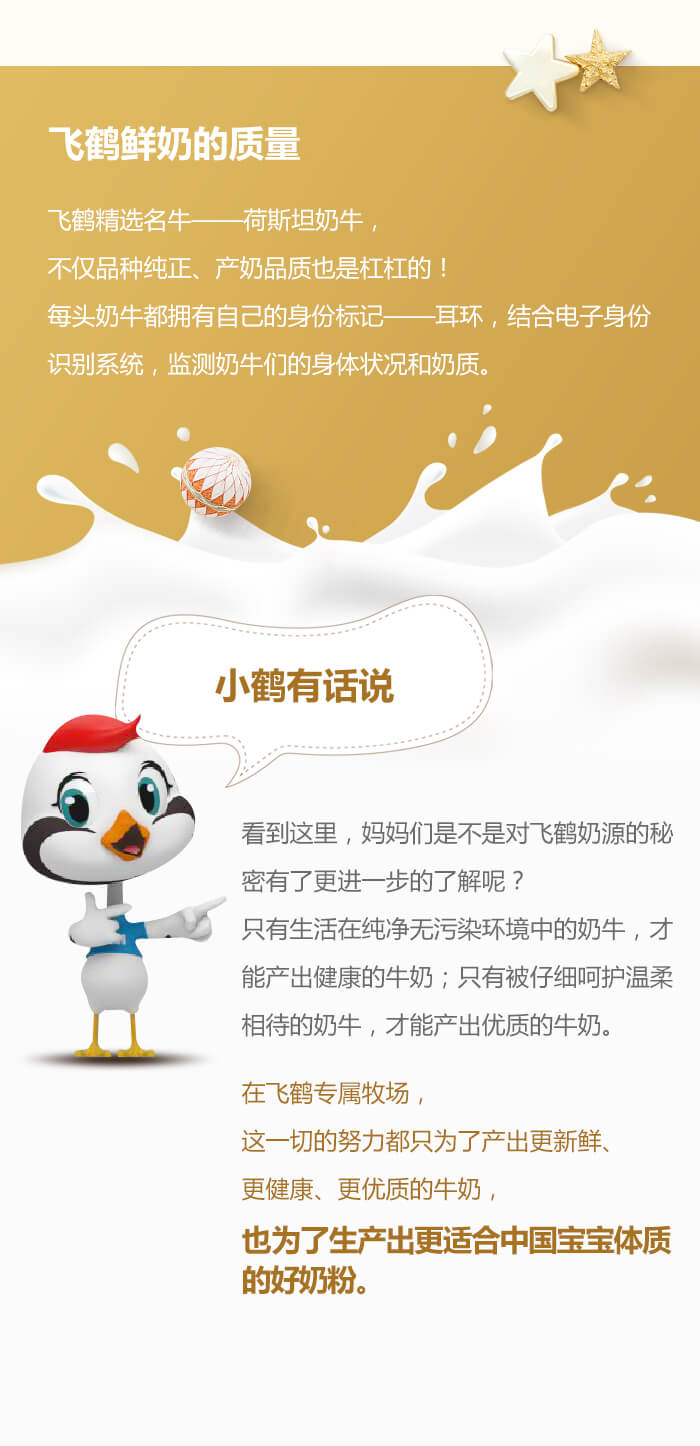 飞鹤鲜奶的质量
飞鹤精选名牛——荷斯坦奶牛，
不仅品种纯正、产奶品质也是杠杠的！
每头奶牛都拥有自己的身份标记——耳环，结合电子身份
识别系统，监测奶牛们的身体状况和奶质。
小鹤有话说
看到这里，妈妈们是不是对飞鹤奶源的秘
密有了更进一步的了解呢？
只有生活在纯净无污染环境中的奶牛，才
能产出健康的牛奶；只有被仔细呵护温柔
相待的奶牛，才能产出优质的牛奶。
在飞鹤专属牧场，
这一切的努力都只为了产出更新鲜、
更健康、更优质的牛奶，
也为了生产出更适合中国宝宝体质
的好奶粉。